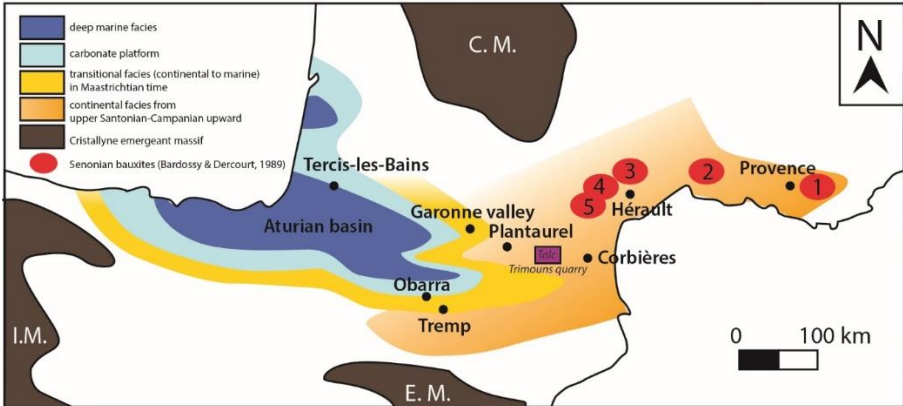 deep marine facies
carbonate platform
transitional facies (continental to marine)
in Maastrichtian time
continental facies from
upper Santonian-Campanian upward
Cristallyne emergeant massif
Senonian bauxites (Bardossy & Dercourt, 1989)
C. M.
N
Tercis-les-Bains
Aturian basin
Garonne valley
Plantaurel
Talc
Trimouns quarry
Corbières
Hérault
Provence
1
2
3
4
5
Obarra
Tremp
I.M.
E. M.
0 100 km